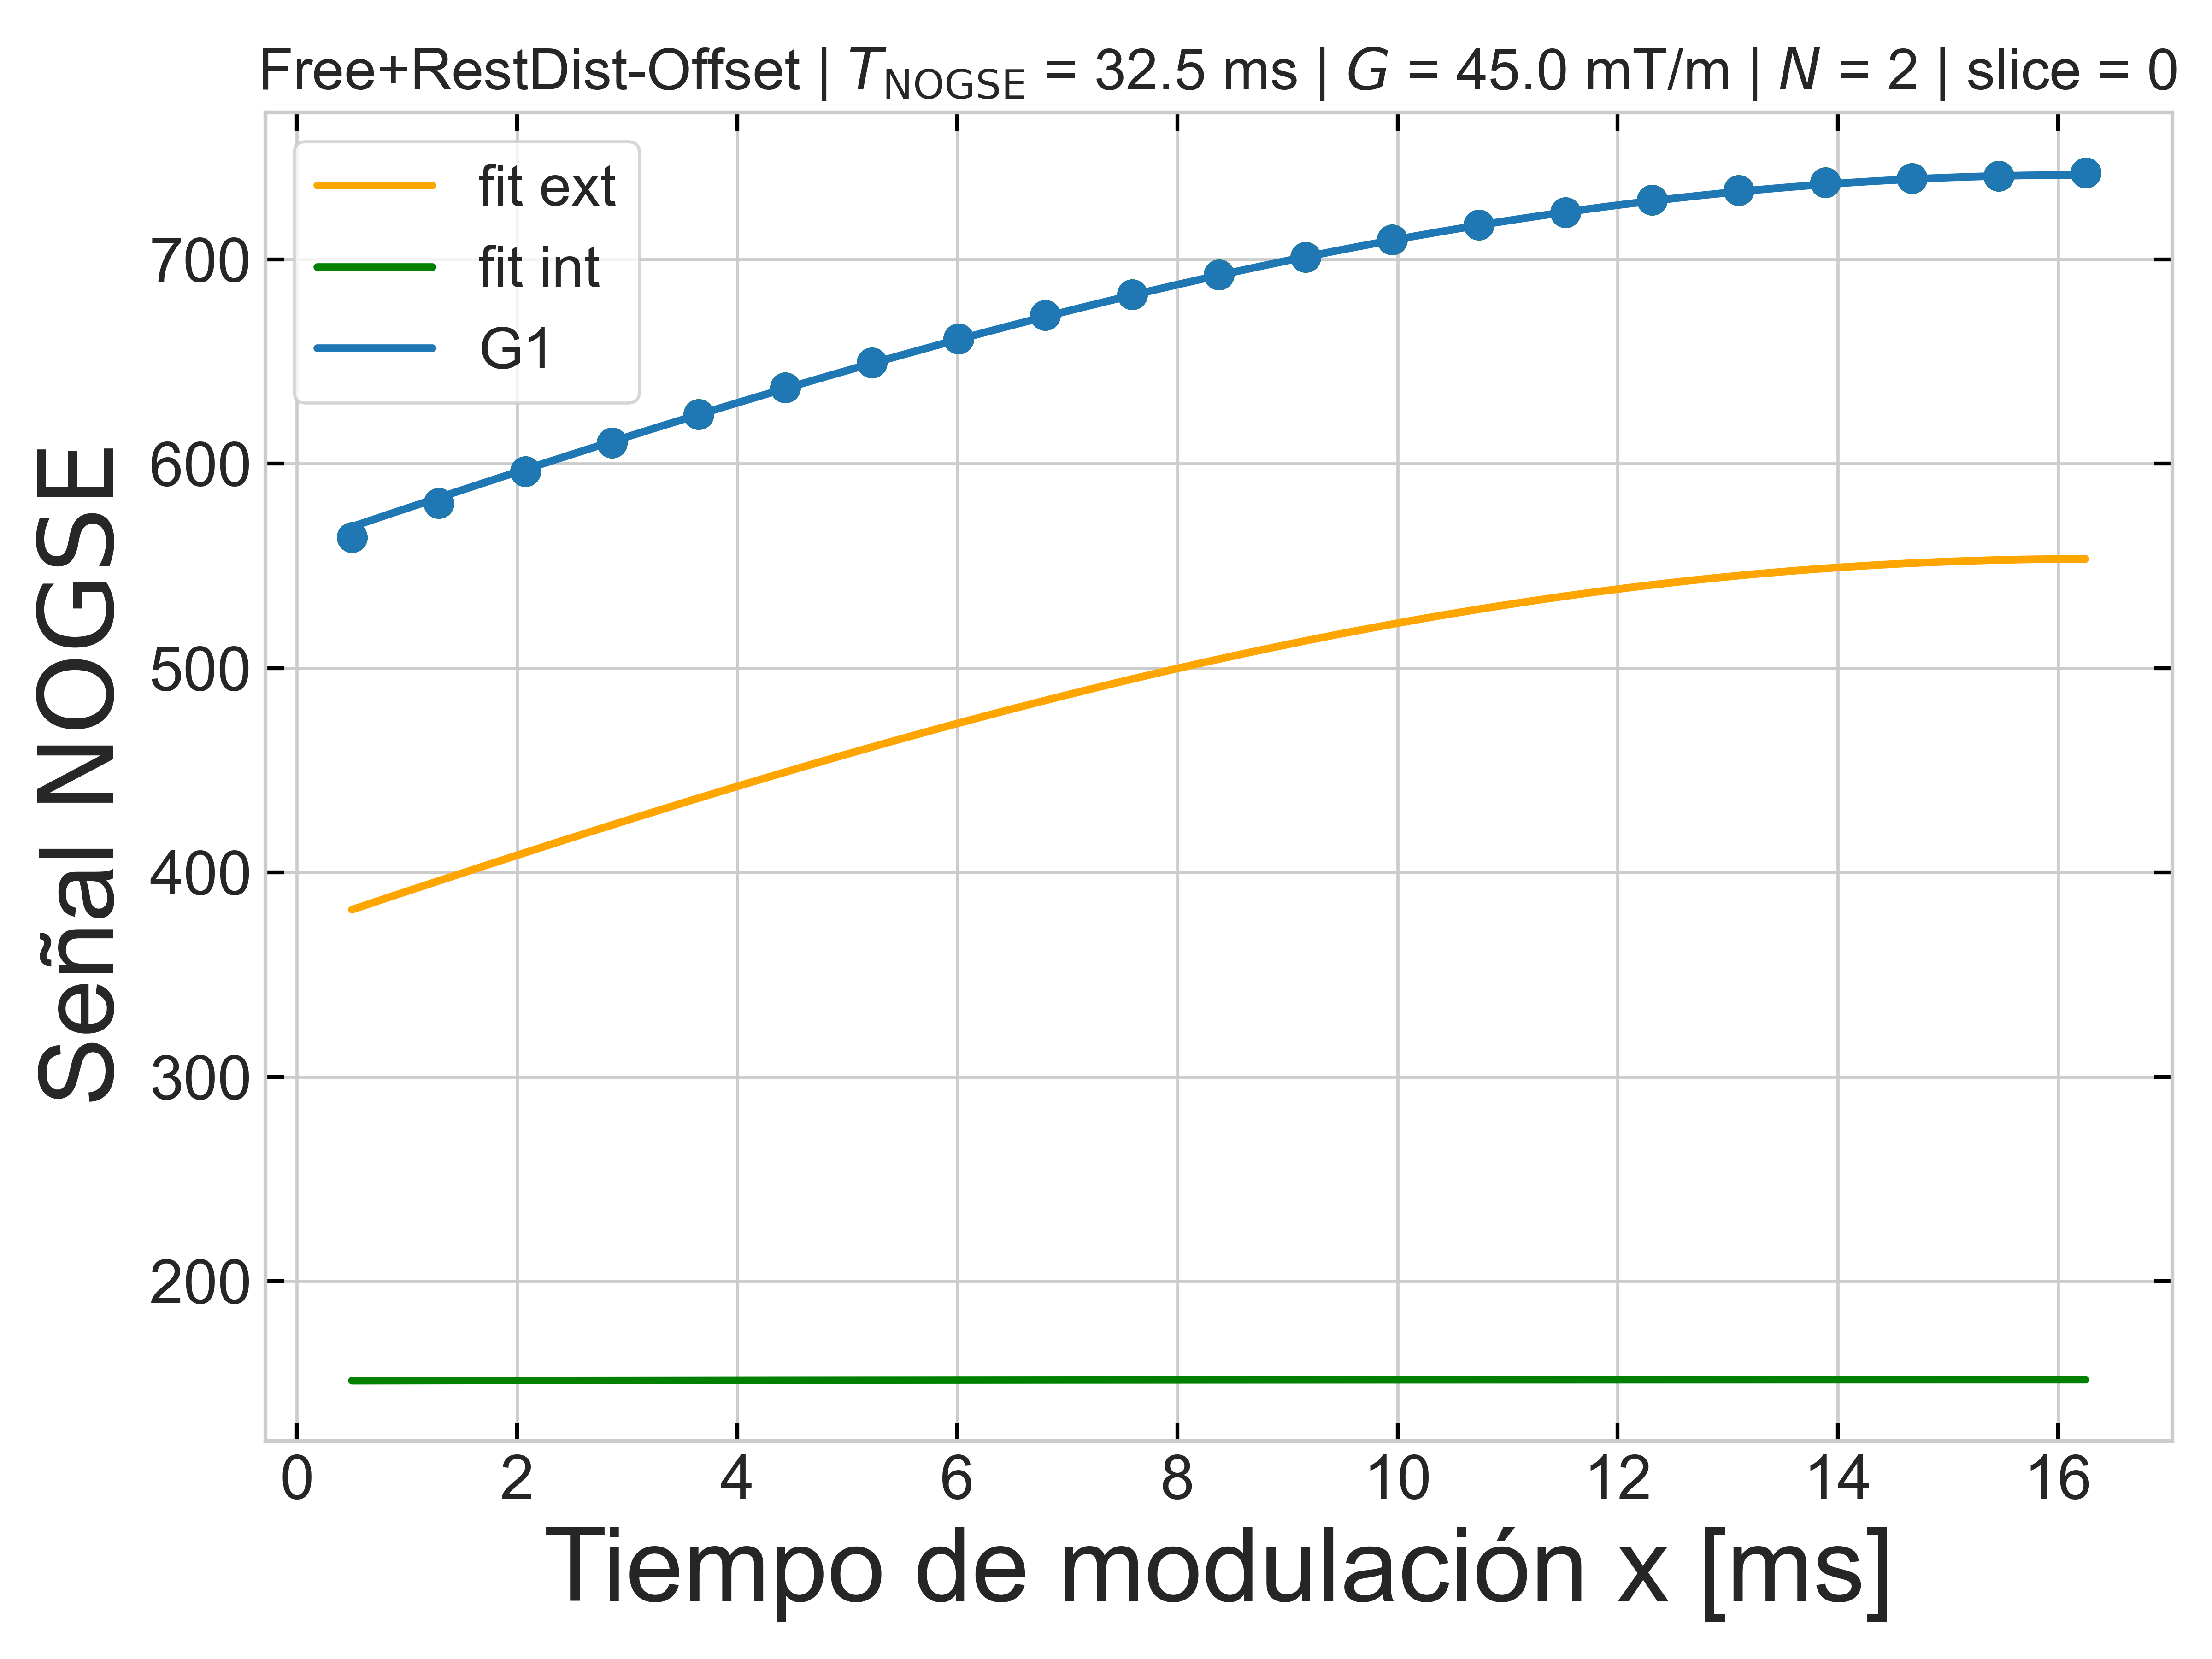 Free+RestDist-Offset | T_NOGSE = 32.5 ms | G = 45.0 mT/m | N = 2 | slice = 0
fit ext
fit int
G1
700
600
500
400
300
200
Señal NOGSE
0 2 4 6 8 10 12 14 16
Tiempo de modulación x [ms]